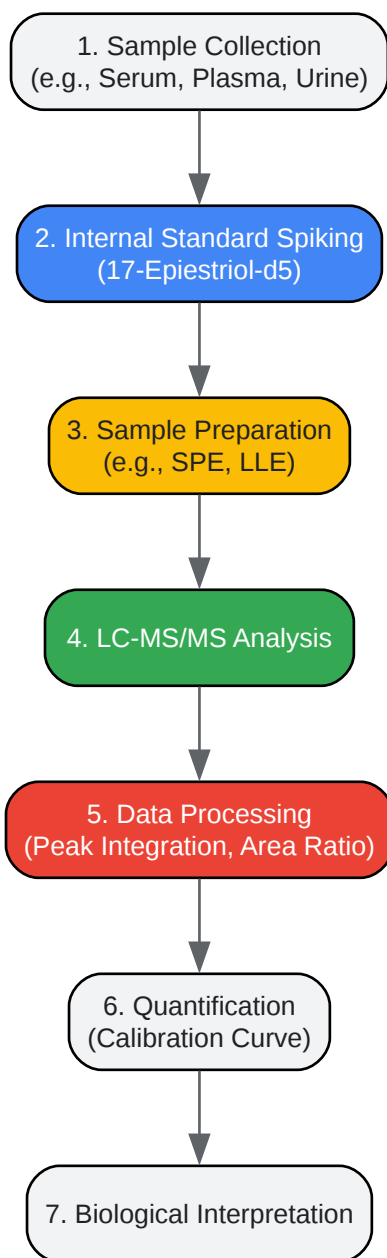 1. Sample Collection
(e.g., Serum, Plasma, Urine)
2. Internal Standard Spiking
(17-Epiestriol-d5)
3. Sample Preparation
(e.g., SPE, LLE)
4. LC-MS/MS Analysis
5. Data Processing
(Peak Integration, Area Ratio)
6. Quantification
(Calibration Curve)
7. Biological Interpretation